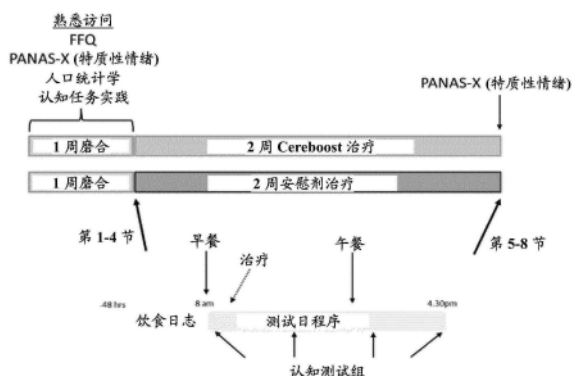 熟悉访问
FFQ
PANAS-X (特质性情绪)
人口统计学
认知任务实践
PANAS-X (特质性情绪)
1 周磨合
2 周 Cereboost 治疗
1 周磨合
2 周安慰剂治疗
第 1-4 节
早餐
午餐
第 5-8 节
治疗
-48 hrs
8 am
4.30pm
饮食日志
测试日程序
认知测试组